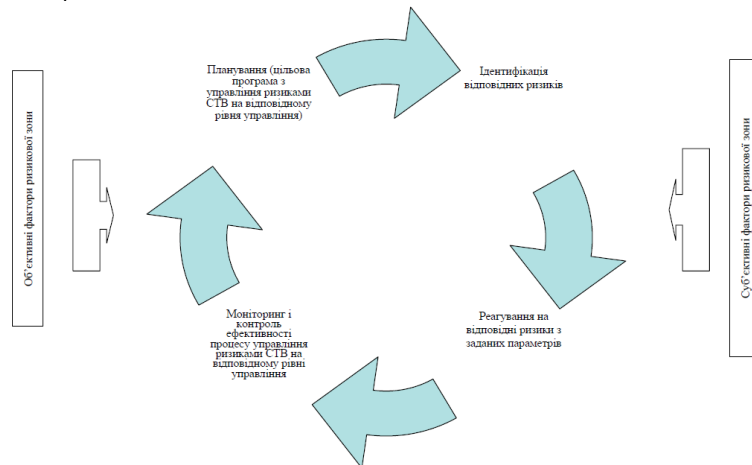 Об’єктивні фактори ризикової зони
Планування (цільова
програма з
управління ризиками
СТВ на відповідному
рівня управління)
Ідентифікація
відповідних ризиків
Реагування на
відповідні ризики з
заданих параметрів
Моніторинг і
контроль
ефективності
процесу управління
ризиками СТВ на
відповідному рівні
управління
Суб’єктивні фактори ризикової зони